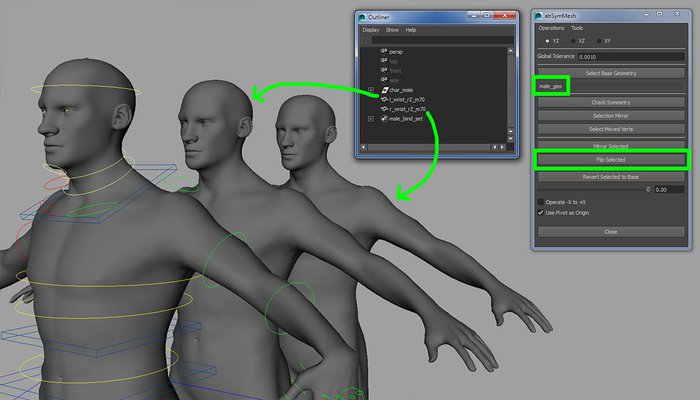 Outliner
Display Show Help
persp
top
front
side
char_male
l_wrist_rZ_m70
r_wrist_rZ_m70
male_bind_set
abSymMesh
Operations Tools
YZ XZ XY
Global Tolerance 0.0010
Select Base Geometry
male_geo
Check Symmetry
Selection Mirror
Select Moved Verts
Mirror Selected
Flip Selected
Revert Selected to Base
0.00
Operate -X to +X
Use Pivot as Origin
Close